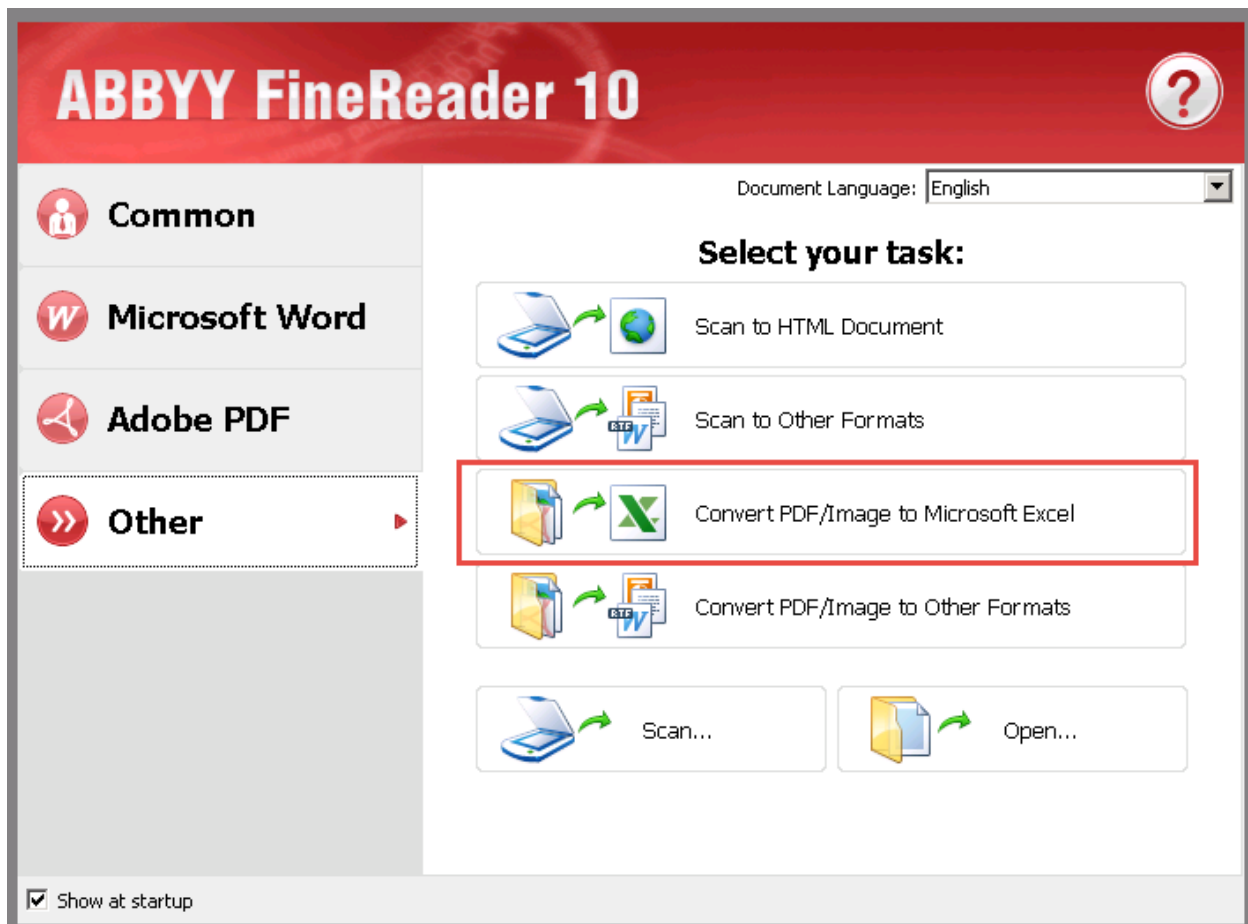 ABBYY FineReader 10
?
Document Language: English
Common
Microsoft Word
Adobe PDF
Other
Select your task:
Scan to HTML Document
Scan to Other Formats
Convert PDF/Image to Microsoft Excel
Convert PDF/Image to Other Formats
Scan...
Open...
Show at startup
W
RTF
W
RTF
W